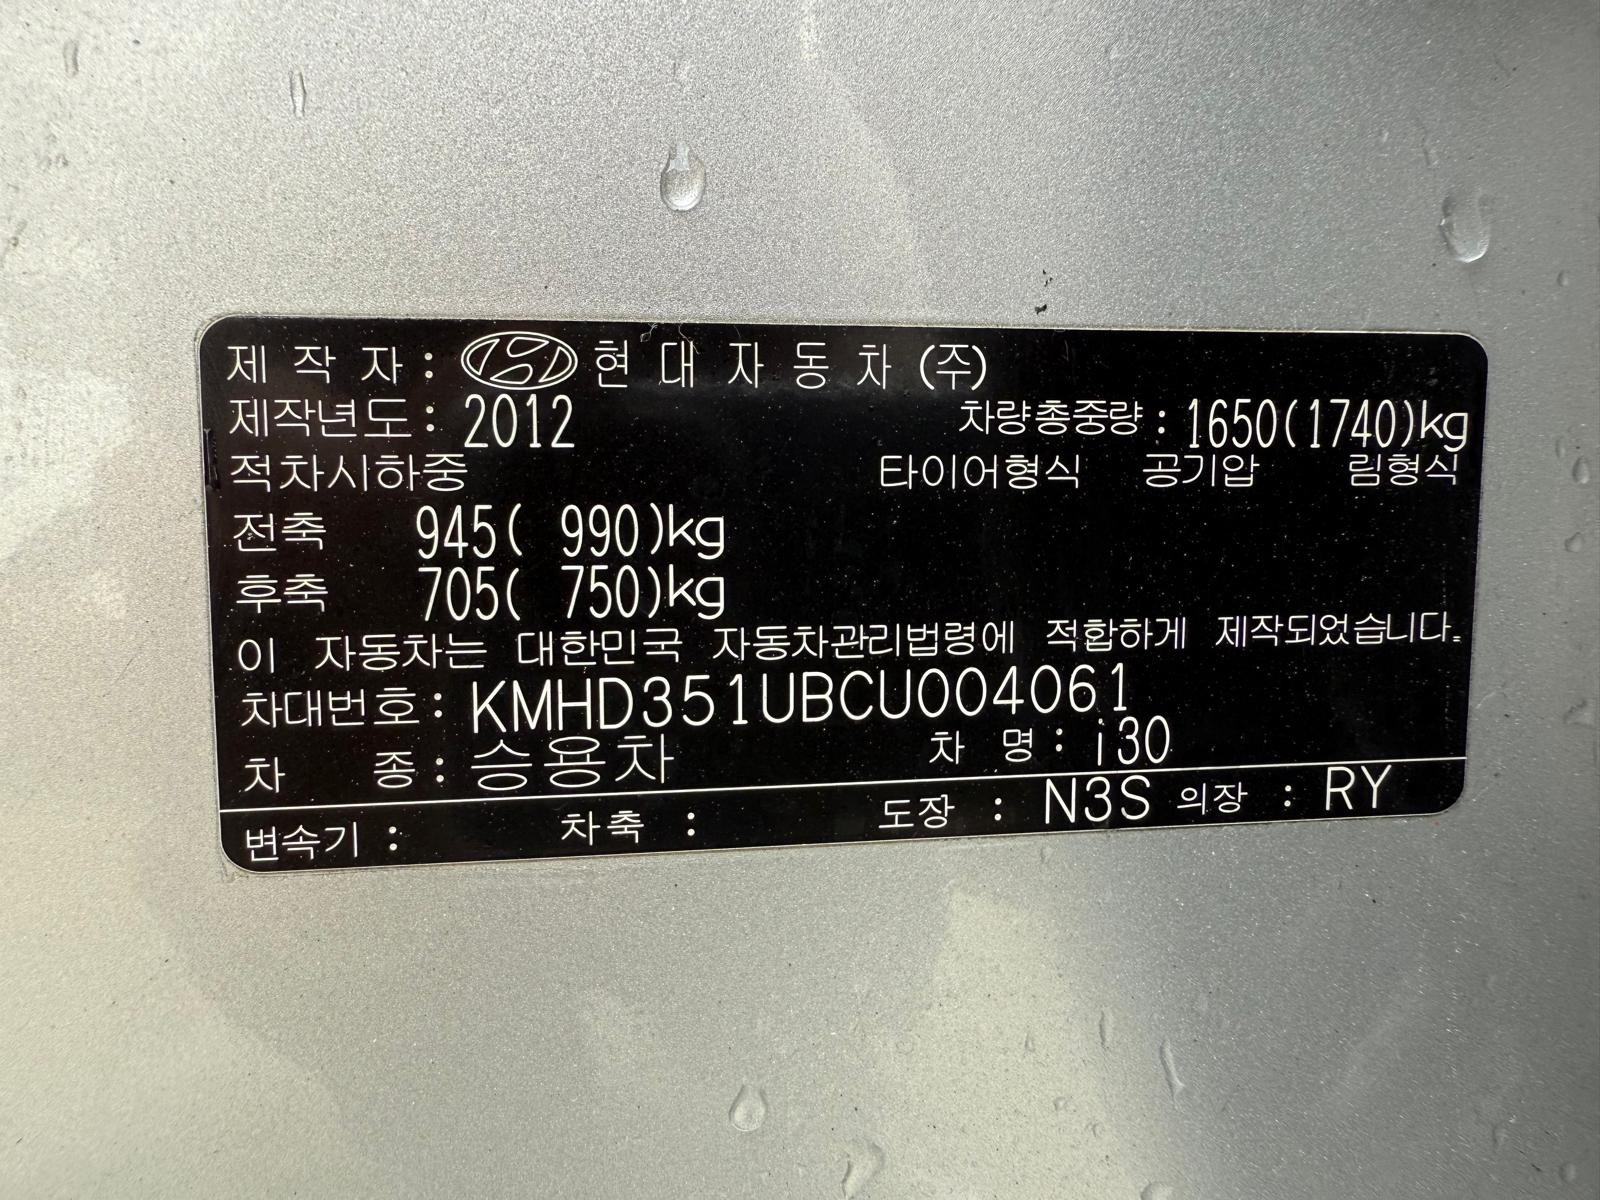 제 작 자 : 현 대 자 동 차 (주)
제작년도 : 2012 차량총중량 : 1650(1740)kg
적차시하중 타이어형식 공기압 림형식
전축 945( 990)kg
후축 705( 750)kg
이 자동차는 대한민국 자동차관리법령에 적합하게 제작되었습니다.
차대번호 : KMHD351UBCU004061
차 종 : 승용차 차 명 : i30
변속기 : 차축 : 도장 : N3S 의장 : RY